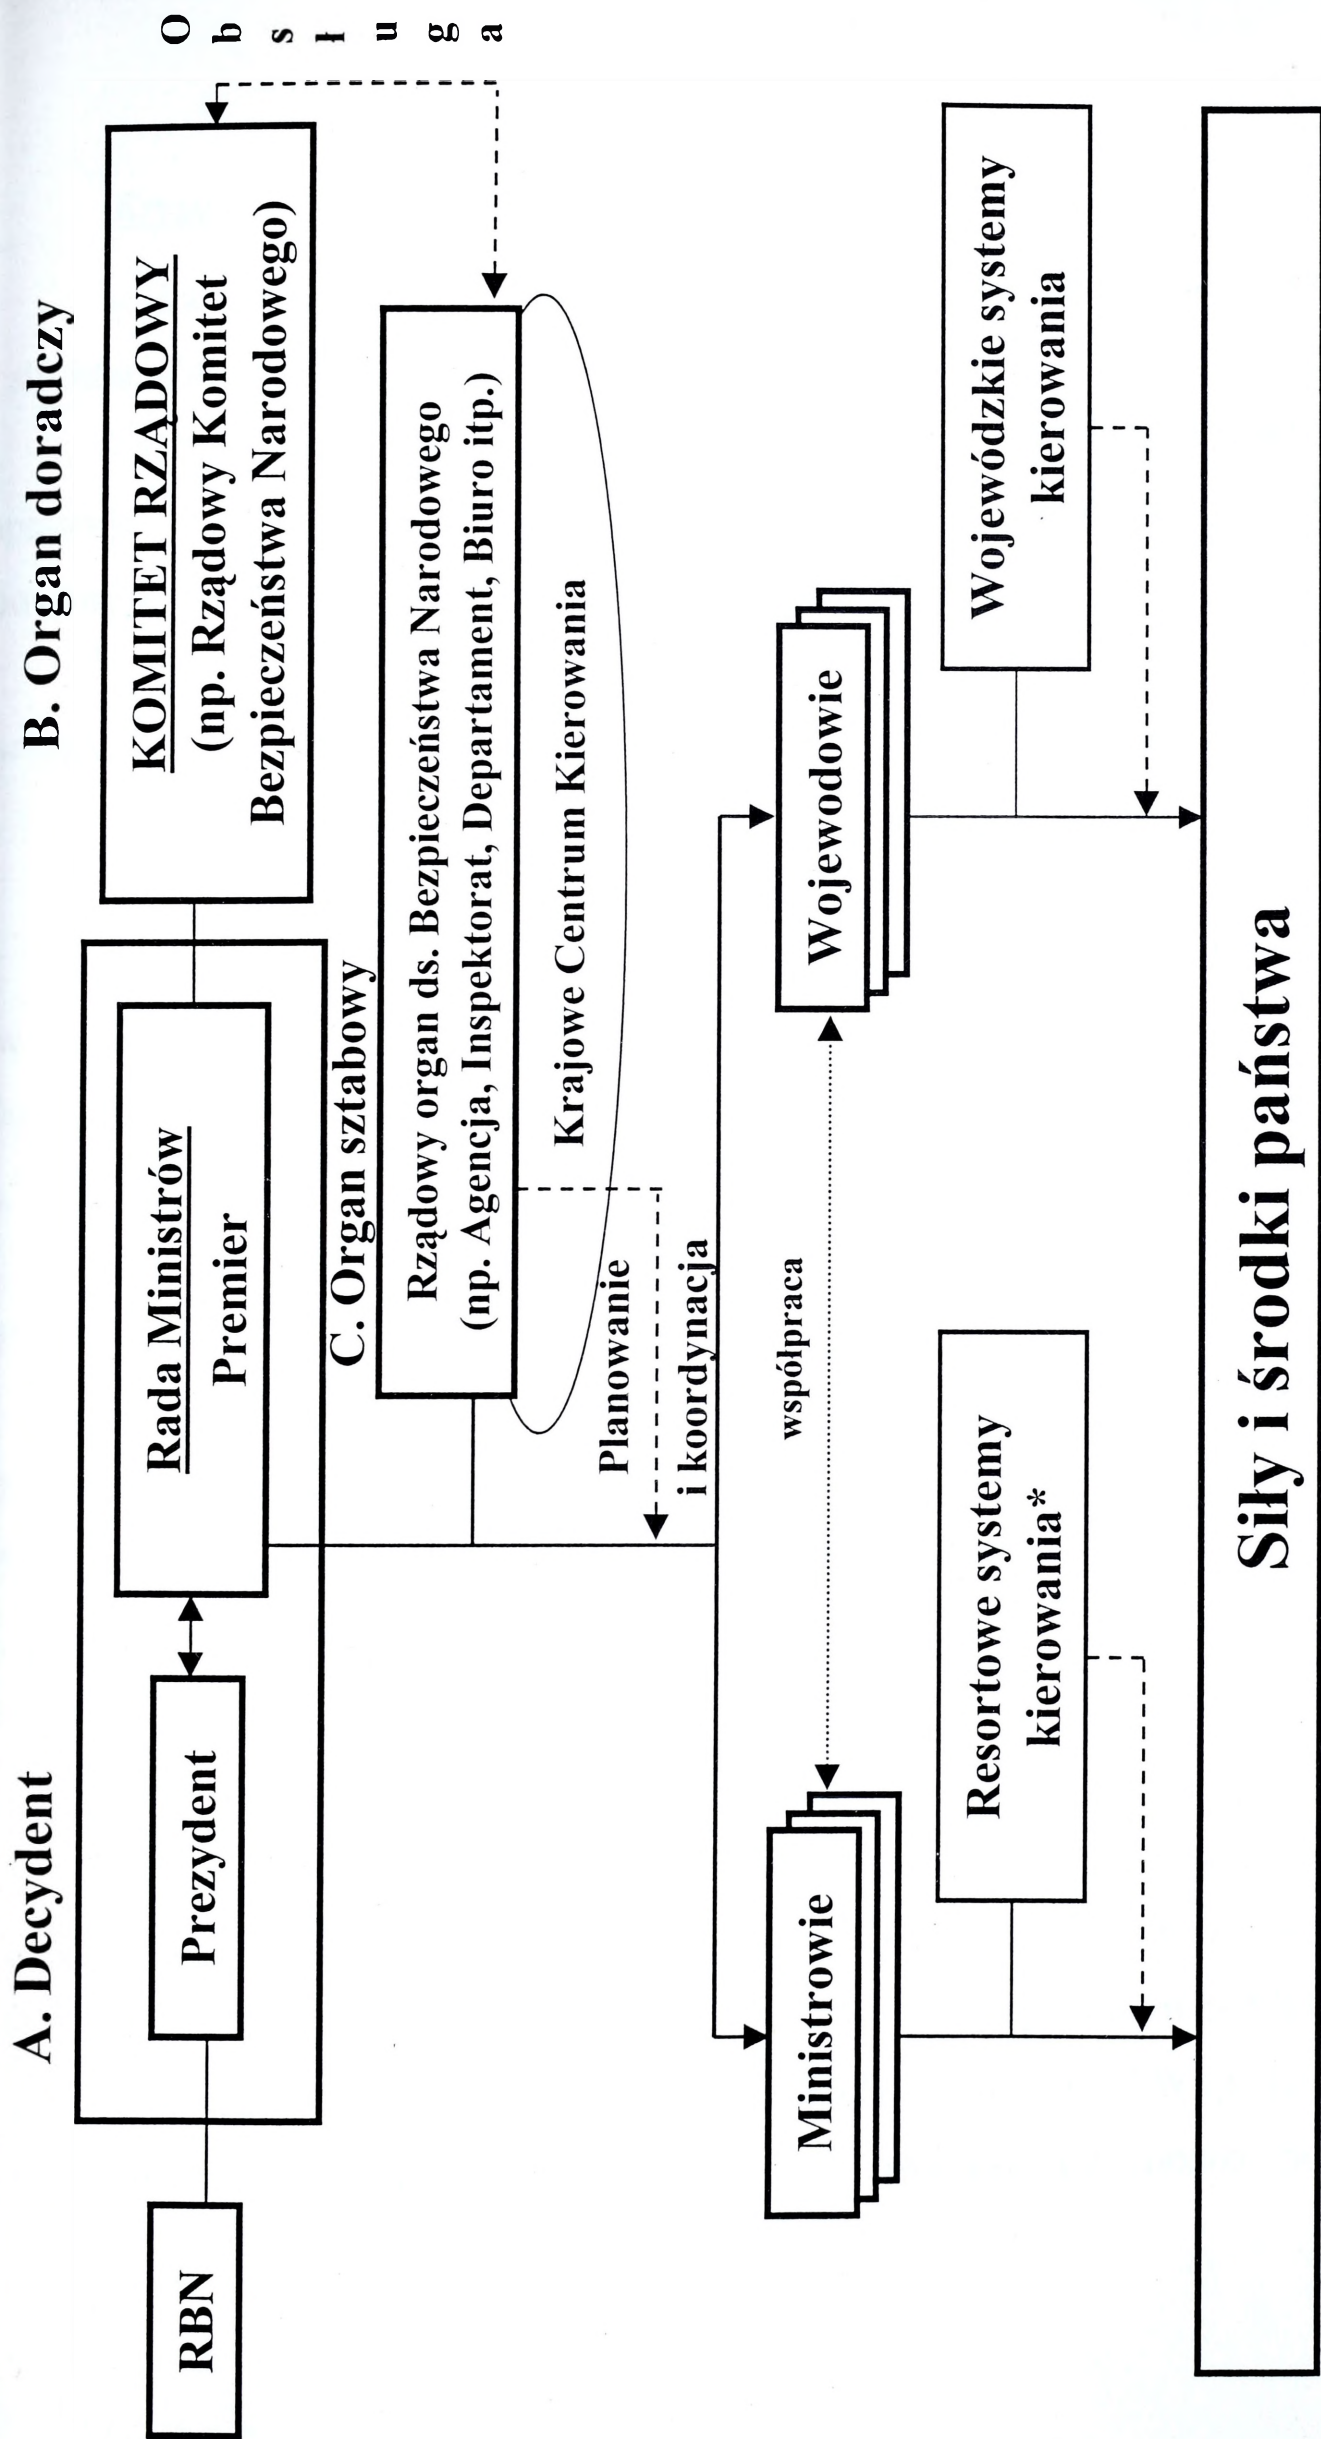 A. Decydent
B. Organ doradczy
RBN
Prezydent
Rada Ministrów
Premier
KOMITET RZĄDOWY
(np. Rządowy Komitet
Bezpieczeństwa Narodowego)
Obsługa
C. Organ sztabowy
Rządowy organ ds. Bezpieczeństwa Narodowego
(np. Agencja, Inspektorat, Departament, Biuro itp.)
Krajowe Centrum Kierowania
Planowanie
i koordynacja
Ministrowie
współpraca
Wojewodowie
Resortowe systemy
kierowania*
Wojewódzkie systemy
kierowania
Siły i środki państwa